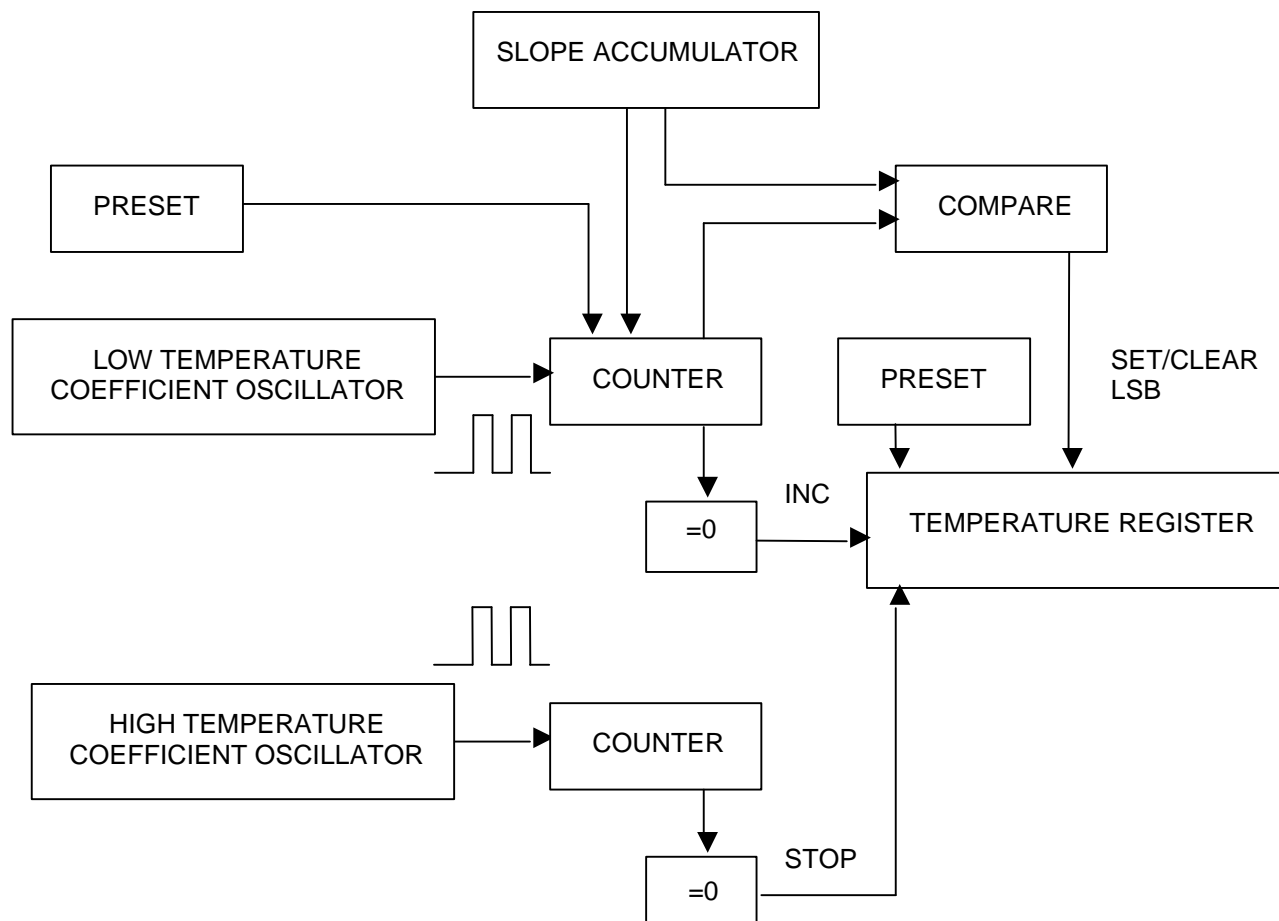 SLOPE ACCUMULATOR
PRESET
COMPARE
LOW TEMPERATURE
COEFFICIENT OSCILLATOR
COUNTER
PRESET
SET/CLEAR
LSB
=0
INC
TEMPERATURE REGISTER
HIGH TEMPERATURE
COEFFICIENT OSCILLATOR
COUNTER
=0
STOP